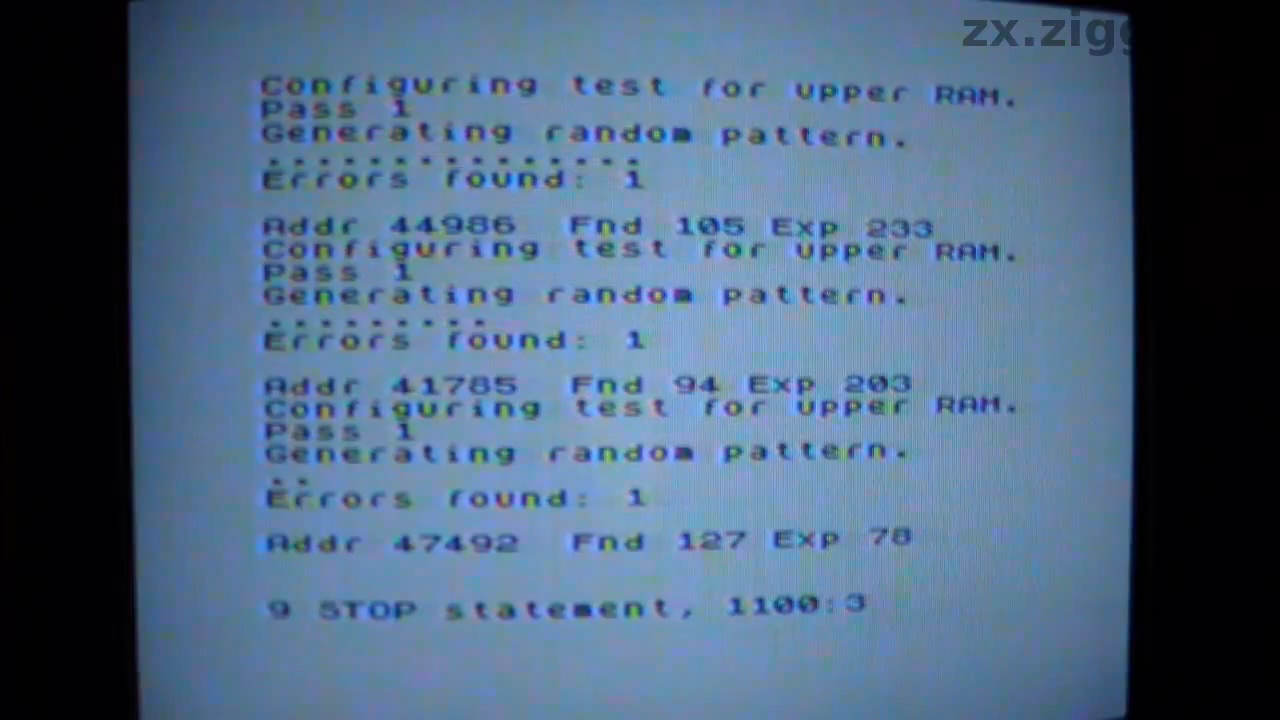 zx.zigg
Configuring test for upper RAM.
Pass 1
Generating random pattern.
...............
Errors found: 1
Addr 44986 Fnd 105 Exp 233
Configuring test for upper RAM.
Pass 1
Generating random pattern.
.........
Errors found: 1
Addr 41785 Fnd 94 Exp 203
Configuring test for upper RAM.
Pass 1
Generating random pattern.
..
Errors found: 1
Addr 47492 Fnd 127 Exp 78
9 STOP statement, 1100:3